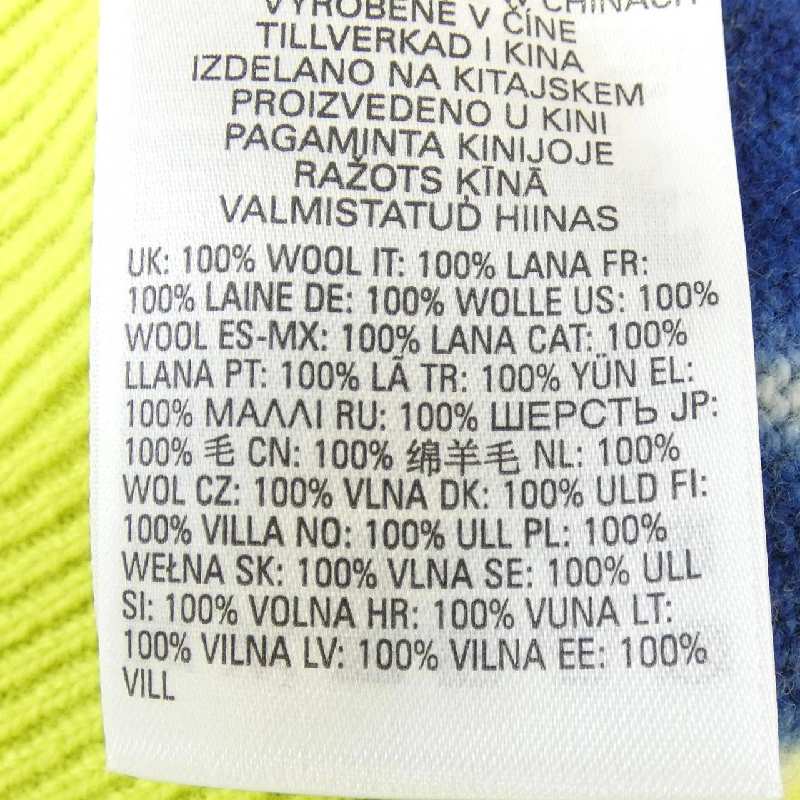 W CHINACH
VYROBENÉ V ČÍNE
TILLVERKAD I KINA
IZDELANO NA KITAJSKEM
PROIZVEDENO U KINI
PAGAMINTA KINIJOJE
RAŽOTS ĶĪNĀ
VALMISTATUD HIINAS
UK: 100% WOOL IT: 100% LANA FR:
100% LAINE DE: 100% WOLLE US: 100%
WOOL ES-MX: 100% LANA CAT: 100%
LLANA PT: 100% LÃ TR: 100% YÜN EL:
100% ΜΑΛΛΙ RU: 100% ШЕРСТЬ JP:
100% 毛 CN: 100% 绵羊毛 NL: 100%
WOL CZ: 100% VLNA DK: 100% ULD FI:
100% VILLA NO: 100% ULL PL: 100%
WEŁNA SK: 100% VLNA SE: 100% ULL
SI: 100% VOLNA HR: 100% VUNA LT:
100% VILNA LV: 100% VILNA EE: 100%
VILL